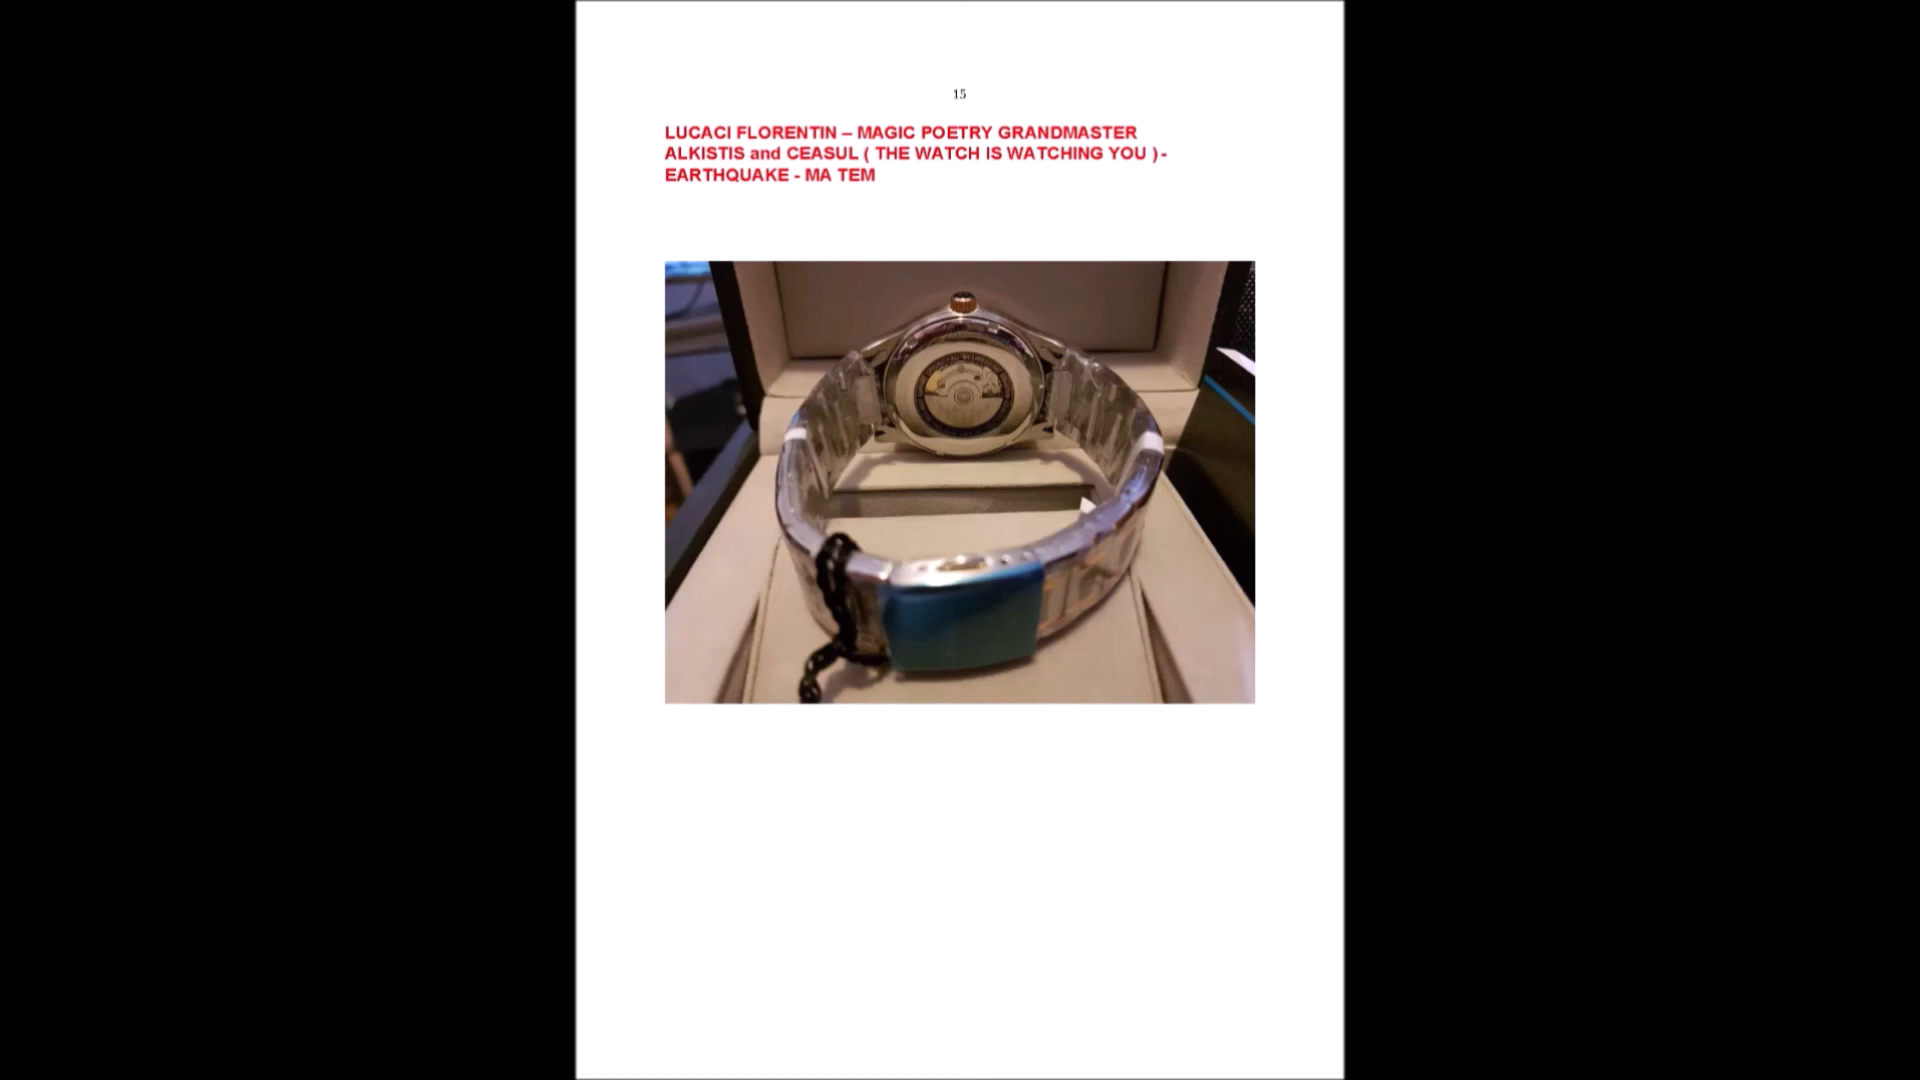 15
LUCACI FLORENTIN – MAGIC POETRY GRANDMASTER
ALKISTIS and CEASUL ( THE WATCH IS WATCHING YOU ) -
EARTHQUAKE - MA TEM